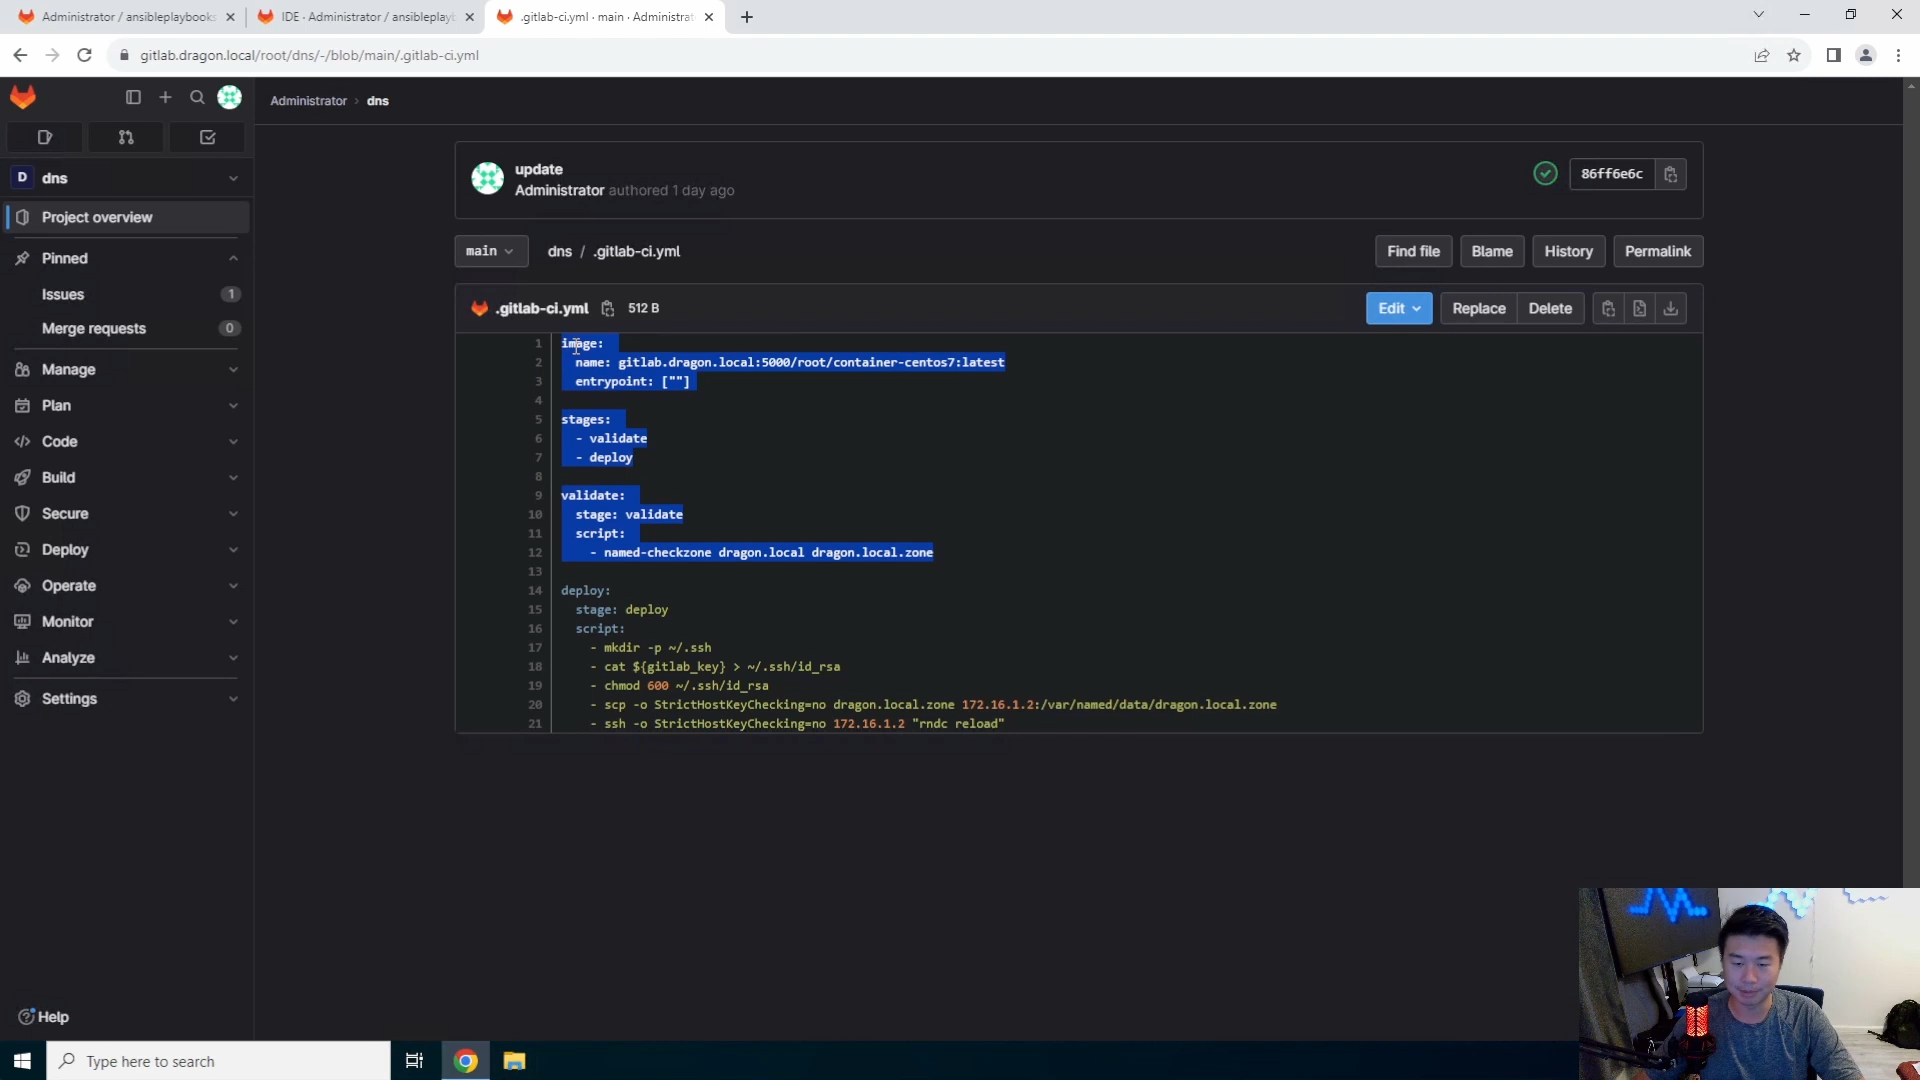 Administrator / ansibleplaybooks
IDE · Administrator / ansibleplayb
.gitlab-ci.yml · main · Administrat
gitlab.dragon.local/root/dns/-/blob/main/.gitlab-ci.yml
Administrator > dns
D dns
Project overview
Pinned
Issues 1
Merge requests 0
Manage
Plan
Code
Build
Secure
Deploy
Operate
Monitor
Analyze
Settings
Help
update
Administrator authored 1 day ago
86ff6e6c
main
dns / .gitlab-ci.yml
Find file Blame History Permalink
.gitlab-ci.yml 512 B
Edit Replace Delete
1 image:
2 name: gitlab.dragon.local:5000/root/container-centos7:latest
3 entrypoint: [""]
4
5 stages:
6 - validate
7 - deploy
8
9 validate:
10 stage: validate
11 script:
12 - named-checkzone dragon.local dragon.local.zone
13
14 deploy:
15 stage: deploy
16 script:
17 - mkdir -p ~/.ssh
18 - cat ${gitlab_key} > ~/.ssh/id_rsa
19 - chmod 600 ~/.ssh/id_rsa
20 - scp -o StrictHostKeyChecking=no dragon.local.zone 172.16.1.2:/var/named/data/dragon.local.zone
21 - ssh -o StrictHostKeyChecking=no 172.16.1.2 "rndc reload"
Type here to search